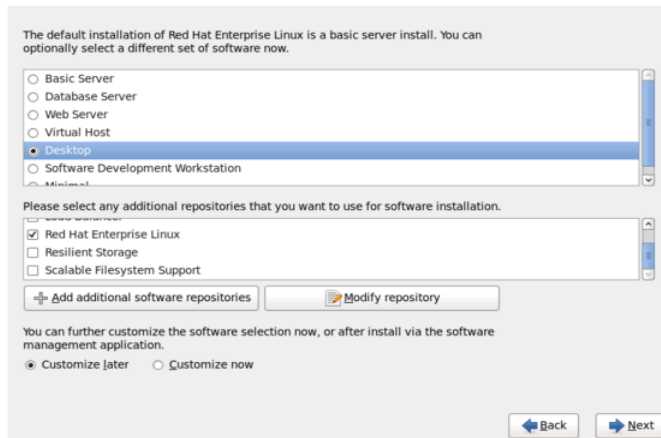 The default installation of Red Hat Enterprise Linux is a basic server install. You can
optionally select a different set of software now.
Basic Server
Database Server
Web Server
Virtual Host
Desktop
Software Development Workstation
Minimal
Please select any additional repositories that you want to use for software installation.
Load Balancer
Red Hat Enterprise Linux
Resilient Storage
Scalable Filesystem Support
Add additional software repositories
Modify repository
You can further customize the software selection now, or after install via the software
management application.
Customize later
Customize now
Back
Next